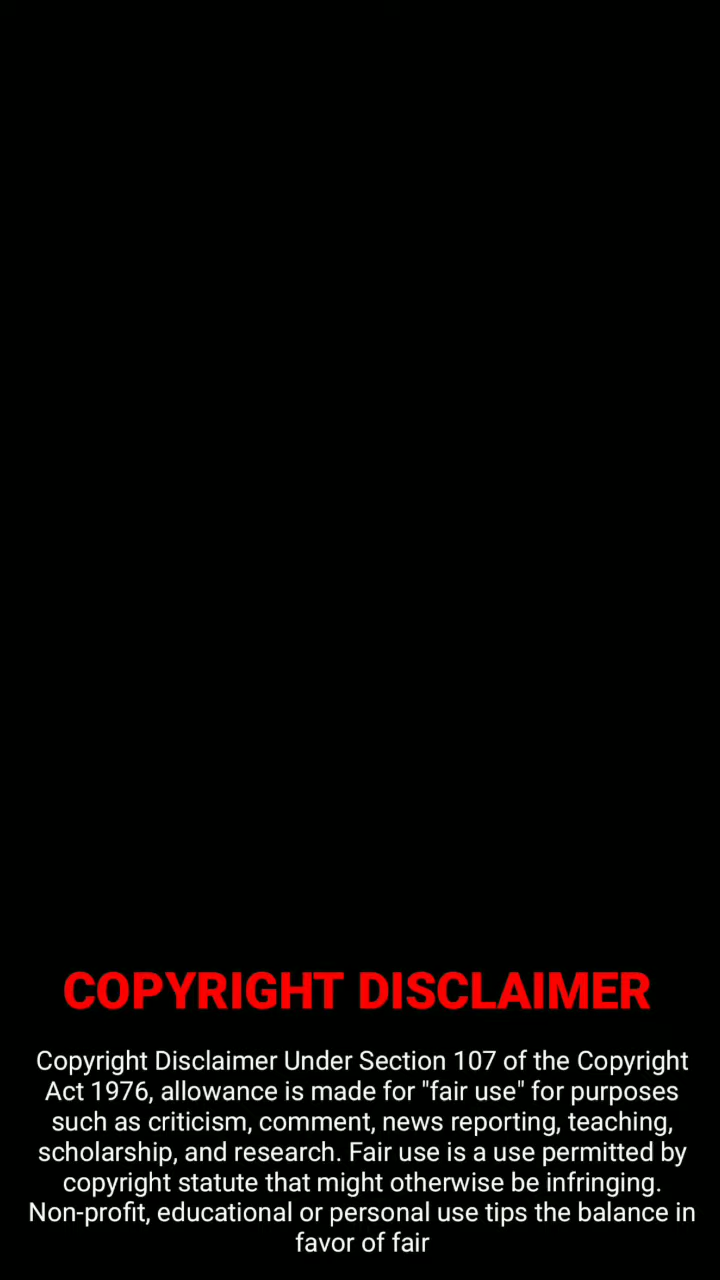 COPYRIGHT DISCLAIMER
Copyright Disclaimer Under Section 107 of the Copyright
Act 1976, allowance is made for "fair use" for purposes
such as criticism, comment, news reporting, teaching,
scholarship, and research. Fair use is a use permitted by
copyright statute that might otherwise be infringing.
Non-profit, educational or personal use tips the balance in
favor of fair